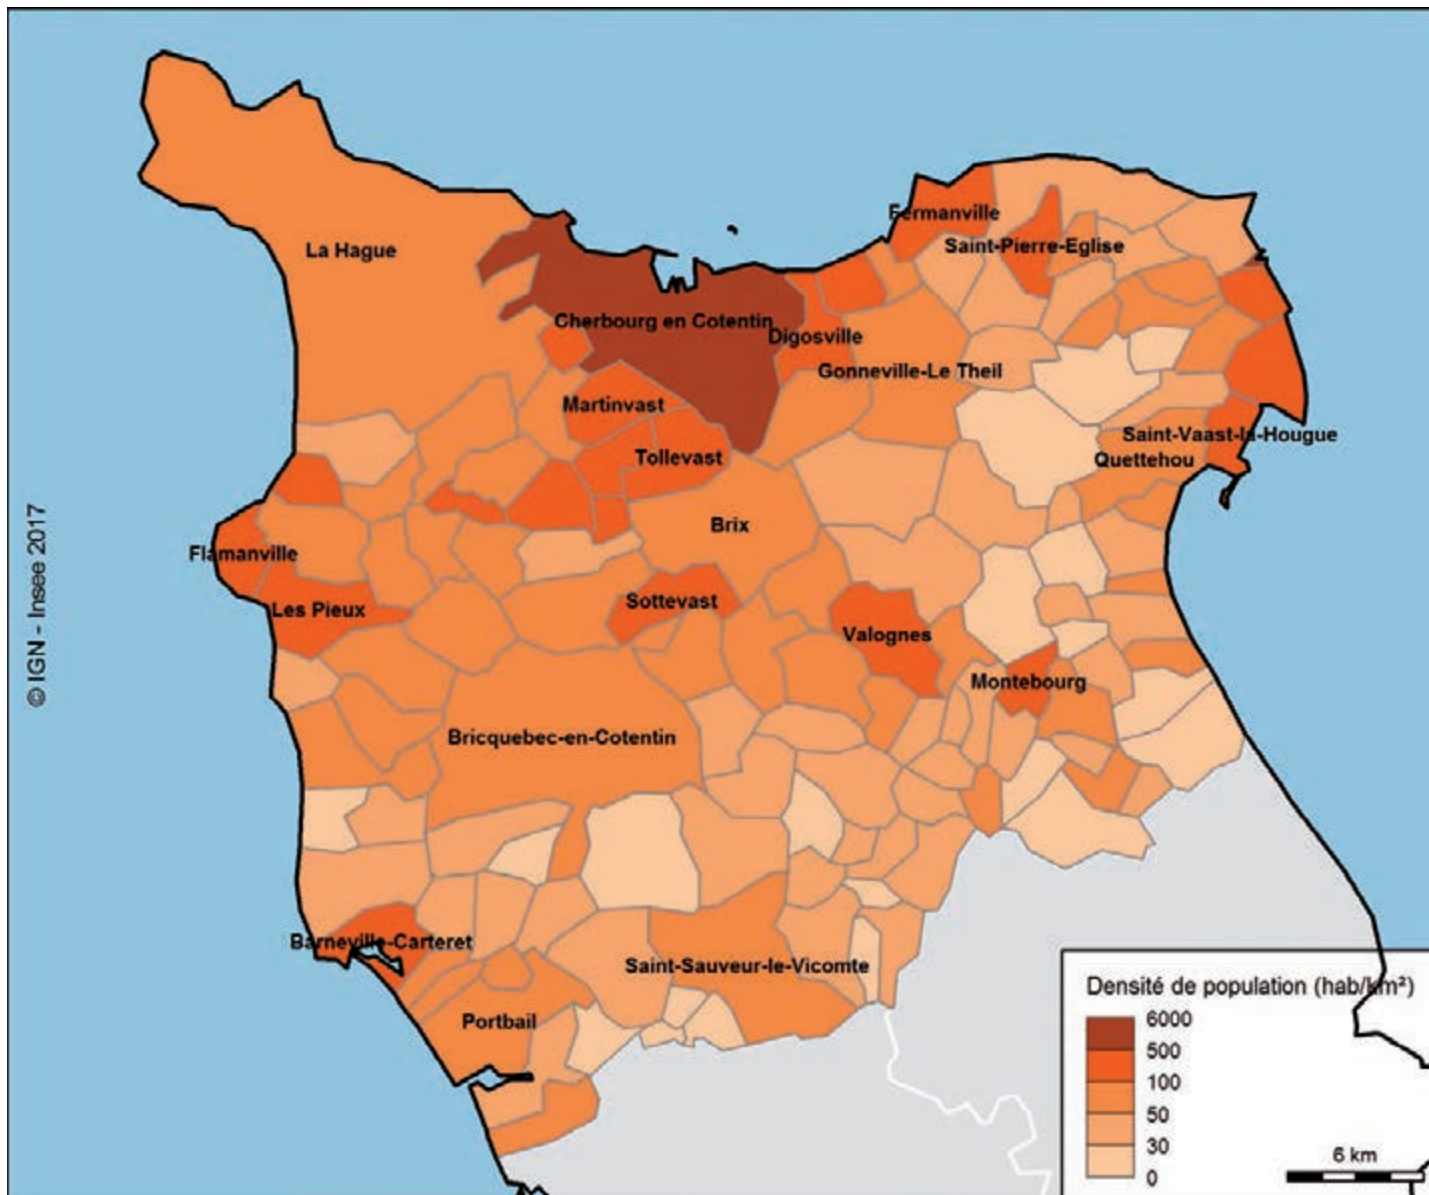 Fermanville
La Hague
Saint-Pierre-Eglise
Cherbourg en Cotentin
Digosville
Gonneville-Le Theil
Martinvast
Saint-Vaast-la-Hougue
Tollevast
Quettehou
Brix
Flamanville
Les Pieux
Sottevast
Valognes
Montebourg
Bricquebec-en-Cotentin
Barneville-Carteret
Saint-Sauveur-le-Vicomte
Portbail
© IGN - Insee 2017
Densité de population (hab/km²)
6000
500
100
50
30
0
6 km